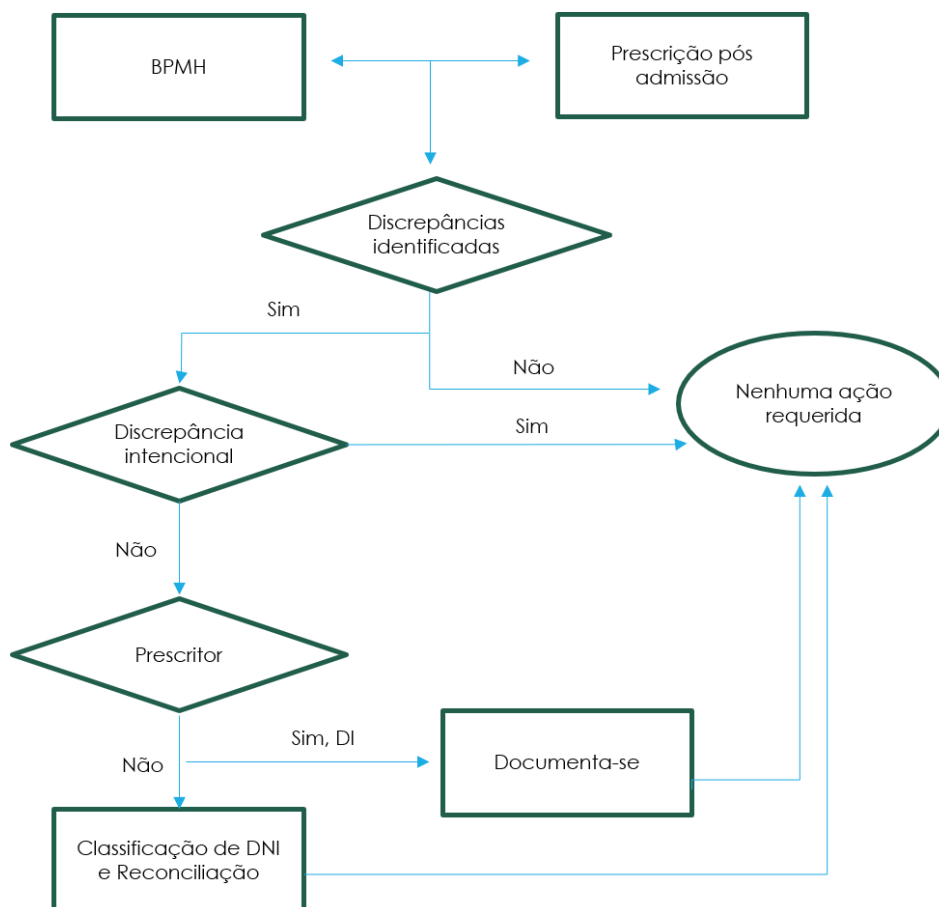 BPMH
Prescrição pós
admissão
Discrepâncias
identificadas
Sim
Não
Nenhuma ação
requerida
Discrepância
intencional
Sim
Não
Prescritor
Sim, DI
Não
Documenta-se
Classificação de DNI
e Reconciliação